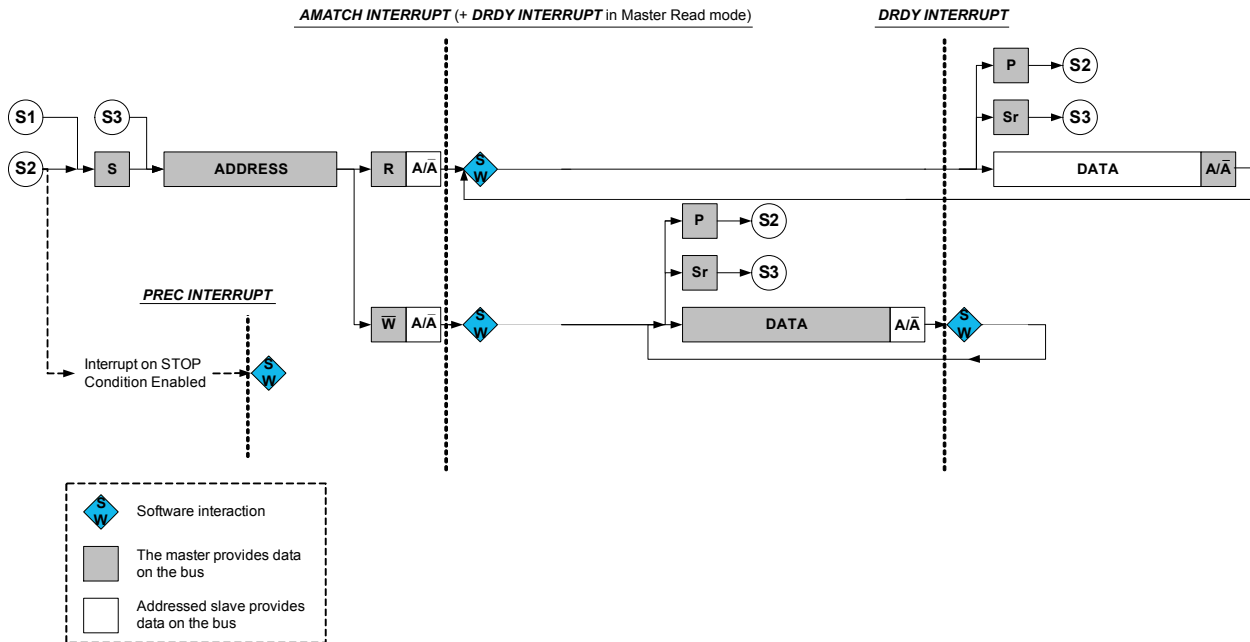 AMATCH INTERRUPT (+ DRDY INTERRUPT in Master Read mode)
DRDY INTERRUPT
P
S2
S1
S3
Sr
S3
S2
S
ADDRESS
R
A/A̅
S
W
DATA
A/A̅
P
S2
Sr
S3
PREC INTERRUPT
W̅
A/A̅
S
W
DATA
A/A̅
S
W
Interrupt on STOP
Condition Enabled
S
W
S
W
Software interaction
The master provides data
on the bus
Addressed slave provides
data on the bus